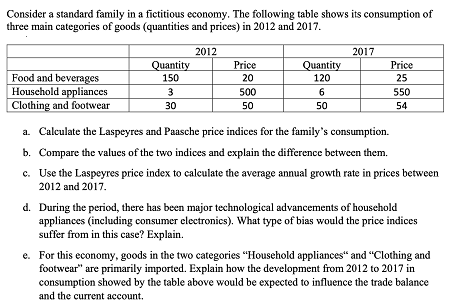 Consider a standard family in a fictitious economy. The following table shows its consumption of
three main categories of goods (quantities and prices) in 2012 and 2017.
2012 2017
Quantity Price Quantity Price
Food and beverages 150 20 120 25
Household appliances 3 500 6 550
Clothing and footwear 30 50 50 54
a. Calculate the Laspeyres and Paasche price indices for the family's consumption.
b. Compare the values of the two indices and explain the difference between them.
c. Use the Laspeyres price index to calculate the average annual growth rate in prices between
2012 and 2017.
d. During the period, there has been major technological advancements of household
appliances (including consumer electronics). What type of bias would the price indices
suffer from in this case? Explain.
e. For this economy, goods in the two categories "Household appliances" and "Clothing and
footwear" are primarily imported. Explain how the development from 2012 to 2017 in
consumption showed by the table above would be expected to influence the trade balance
and the current account.